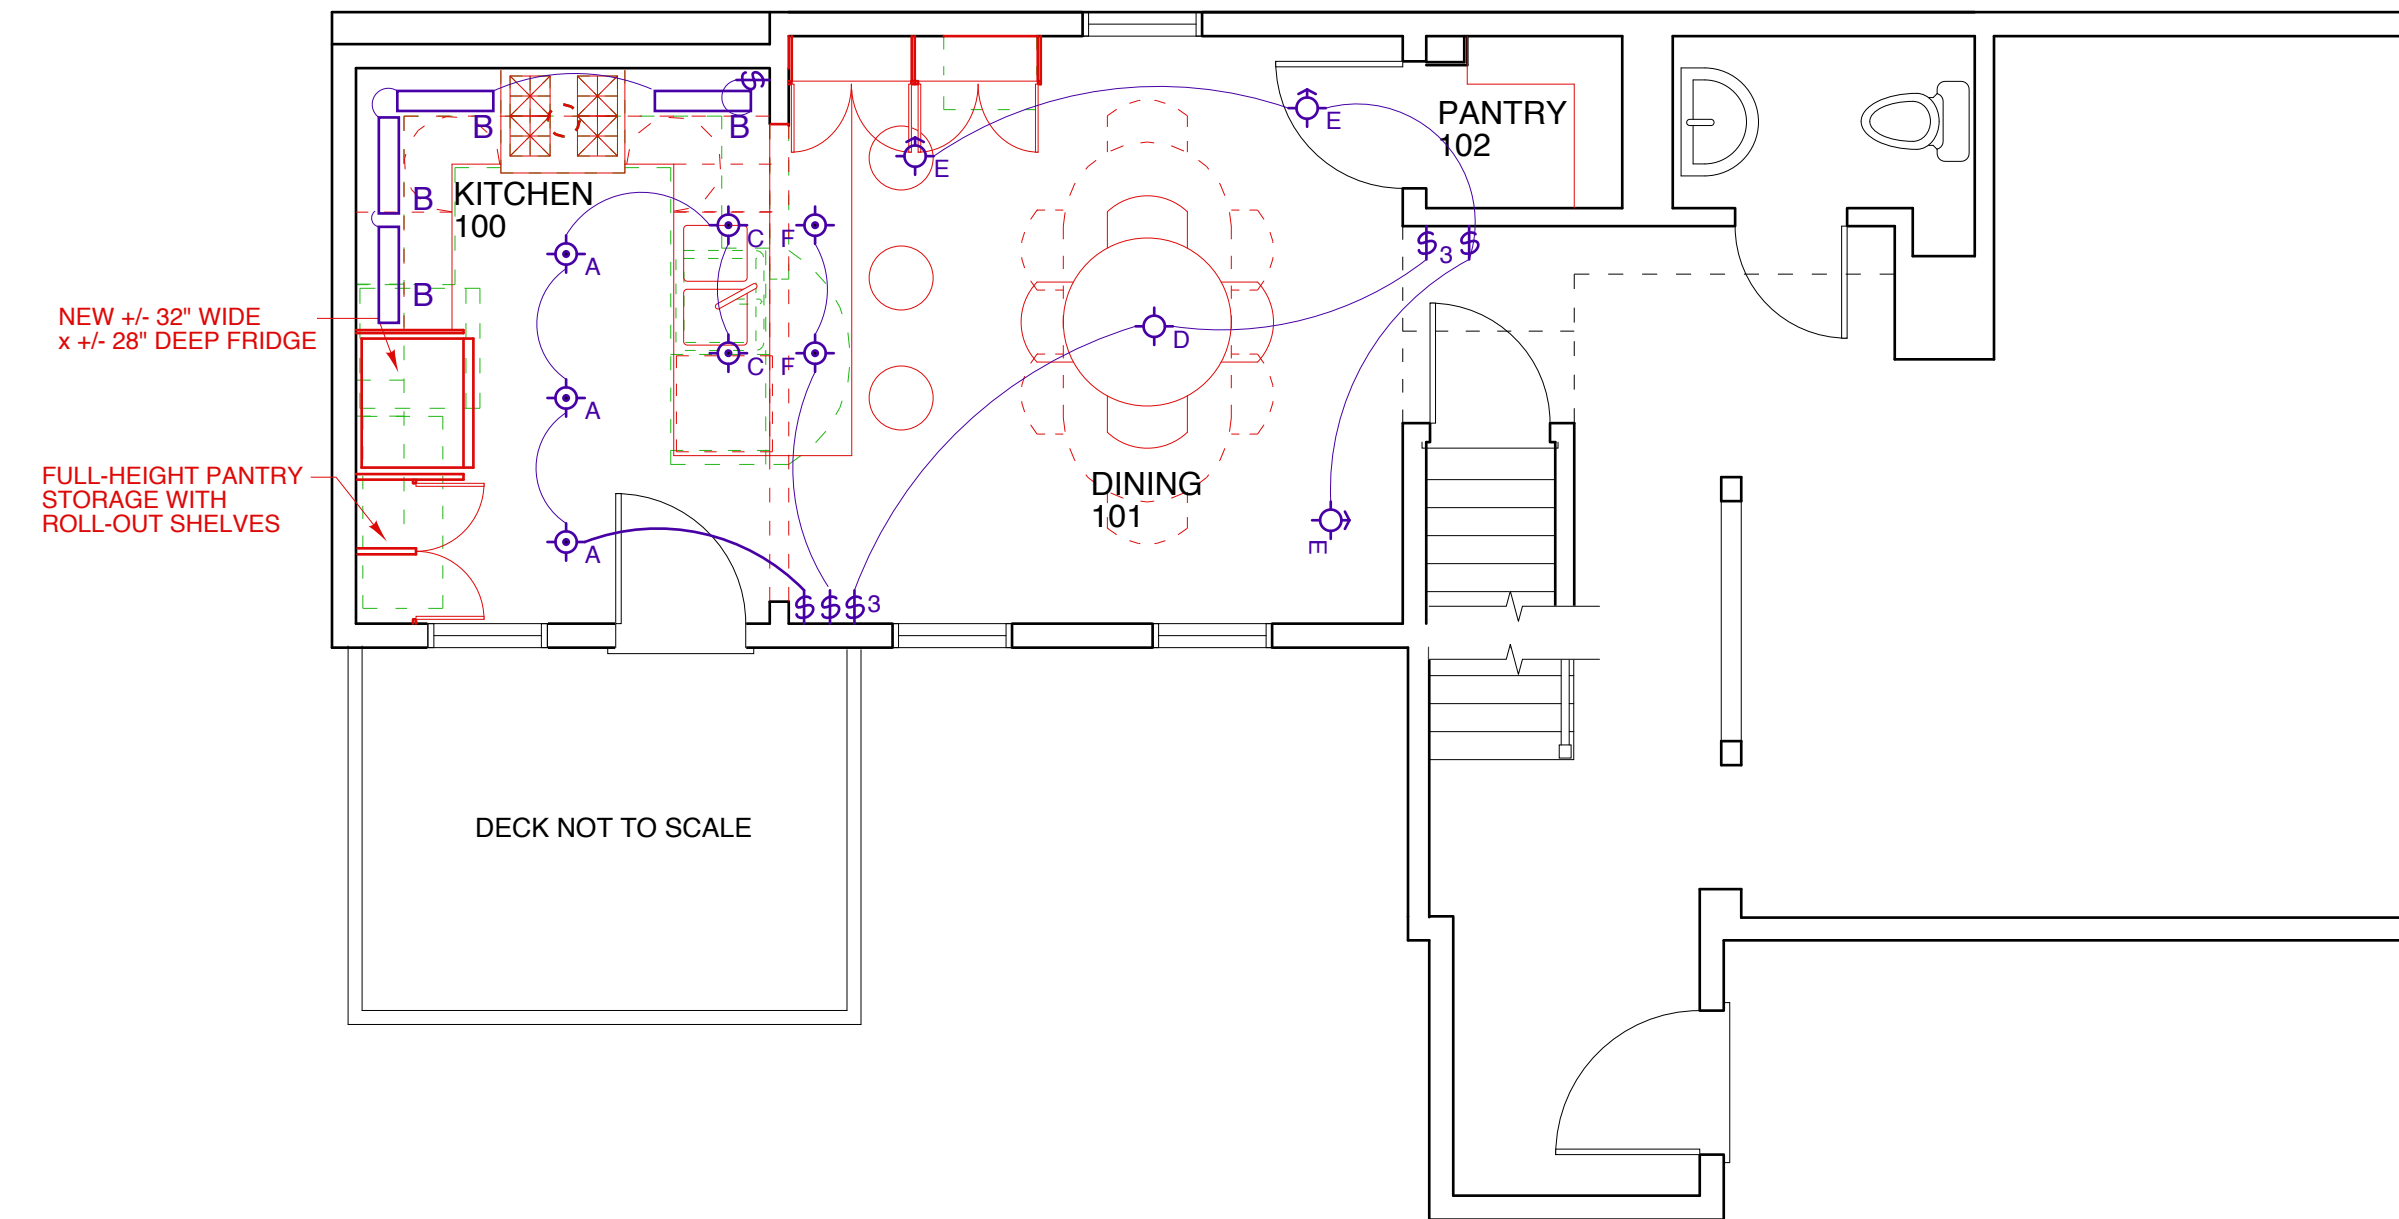 B
B
E
E
PANTRY
102
KITCHEN
100
B
C
F
$3
$
A
B
NEW +/- 32" WIDE
x +/- 28" DEEP FRIDGE
D
C
F
A
FULL-HEIGHT PANTRY
STORAGE WITH
ROLL-OUT SHELVES
DINING
101
E
A
$ $ $3
$
DECK NOT TO SCALE